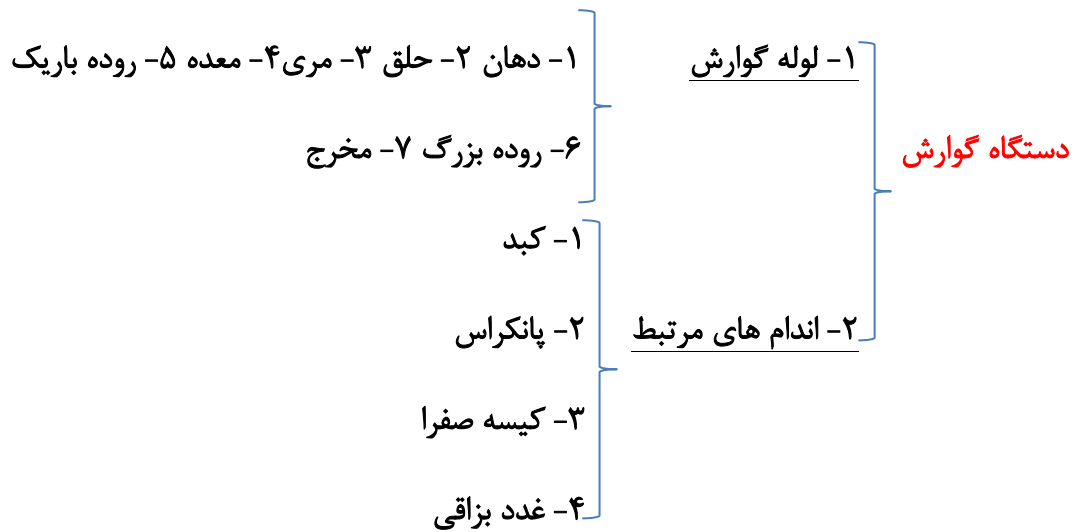 دستگاه گوارش
۱- لوله گوارش
۱- دهان ۲- حلق ۳- مری۴- معده ۵- روده باریک
۶- روده بزرگ ۷- مخرج
۲- اندام های مرتبط
۱- کبد
۲- پانکراس
۳- کیسه صفرا
۴- غدد بزاقی